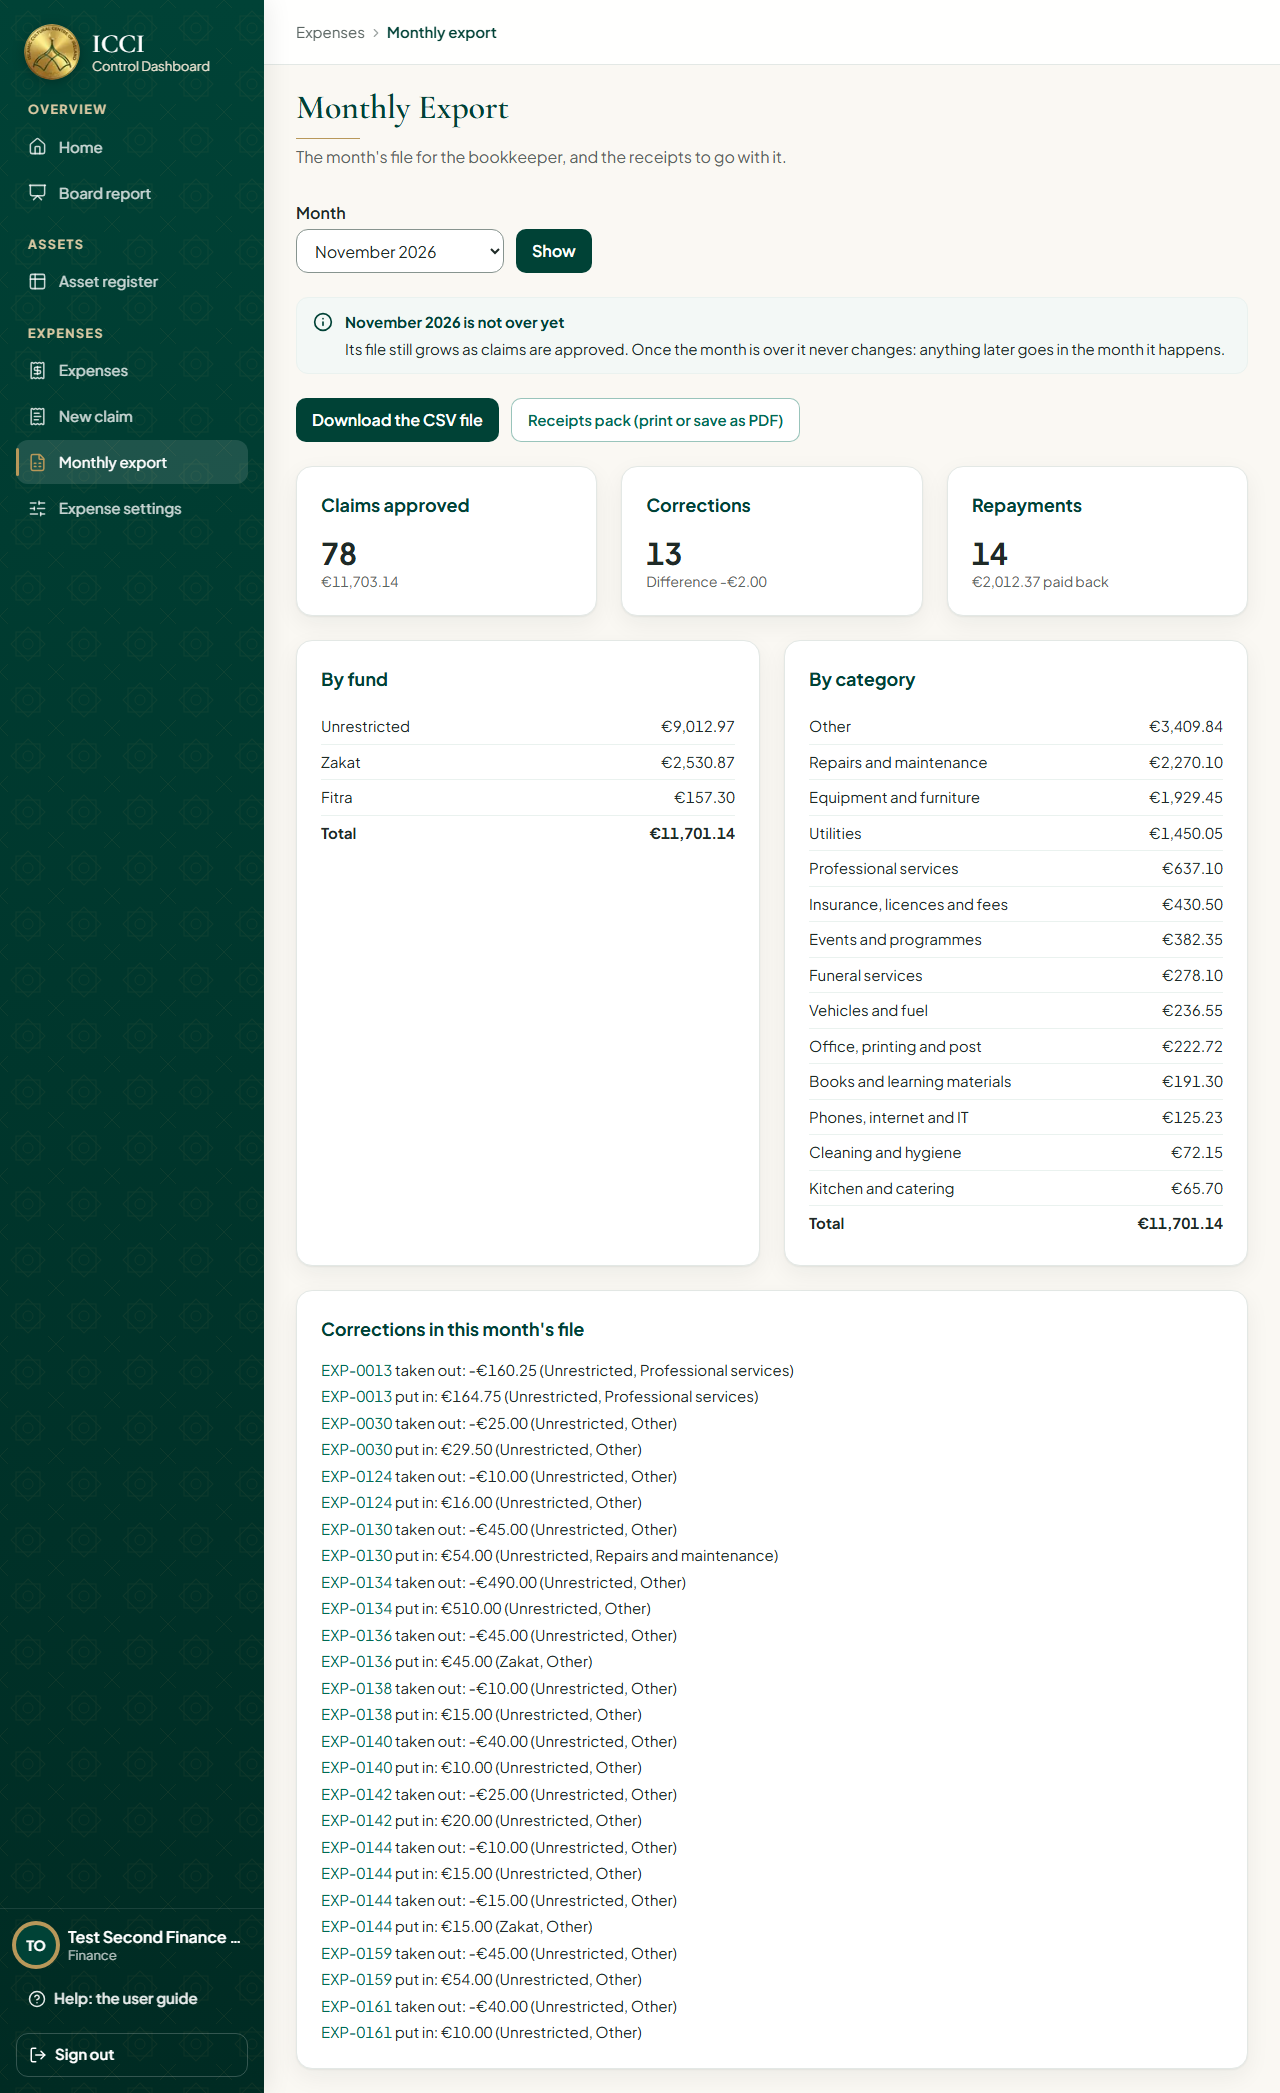 ICCI
Control Dashboard
OVERVIEW
Home
Board report
ASSETS
Asset register
EXPENSES
Expenses
New claim
Monthly export
Expense settings
Test Second Finance ...
TO
Finance
Help: the user guide
Sign out
Expenses > Monthly export
Monthly Export
The month's file for the bookkeeper, and the receipts to go with it.
Month
November 2026
Show
November 2026 is not over yet
Its file still grows as claims are approved. Once the month is over it never changes: anything later goes in the month it happens.
Download the CSV file
Receipts pack (print or save as PDF)
Claims approved
78
€11,703.14
Corrections
13
Difference -€2.00
Repayments
14
€2,012.37 paid back
By fund
Unrestricted €9,012.97
Zakat €2,530.87
Fitra €157.30
Total €11,701.14
By category
Other €3,409.84
Repairs and maintenance €2,270.10
Equipment and furniture €1,929.45
Utilities €1,450.05
Professional services €637.10
Insurance, licences and fees €430.50
Events and programmes €382.35
Funeral services €278.10
Vehicles and fuel €236.55
Office, printing and post €222.72
Books and learning materials €191.30
Phones, internet and IT €125.23
Cleaning and hygiene €72.15
Kitchen and catering €65.70
Total €11,701.14
Corrections in this month's file
EXP-0013 taken out: -€160.25 (Unrestricted, Professional services)
EXP-0013 put in: €164.75 (Unrestricted, Professional services)
EXP-0030 taken out: -€25.00 (Unrestricted, Other)
EXP-0030 put in: €29.50 (Unrestricted, Other)
EXP-0124 taken out: -€10.00 (Unrestricted, Other)
EXP-0124 put in: €16.00 (Unrestricted, Other)
EXP-0130 taken out: -€45.00 (Unrestricted, Other)
EXP-0130 put in: €54.00 (Unrestricted, Repairs and maintenance)
EXP-0134 taken out: -€490.00 (Unrestricted, Other)
EXP-0134 put in: €510.00 (Unrestricted, Other)
EXP-0136 taken out: -€45.00 (Unrestricted, Other)
EXP-0136 put in: €45.00 (Zakat, Other)
EXP-0138 taken out: -€10.00 (Unrestricted, Other)
EXP-0138 put in: €15.00 (Unrestricted, Other)
EXP-0140 taken out: -€40.00 (Unrestricted, Other)
EXP-0140 put in: €10.00 (Unrestricted, Other)
EXP-0142 taken out: -€25.00 (Unrestricted, Other)
EXP-0142 put in: €20.00 (Unrestricted, Other)
EXP-0144 taken out: -€10.00 (Unrestricted, Other)
EXP-0144 put in: €15.00 (Unrestricted, Other)
EXP-0144 taken out: -€15.00 (Unrestricted, Other)
EXP-0144 put in: €15.00 (Zakat, Other)
EXP-0159 taken out: -€45.00 (Unrestricted, Other)
EXP-0159 put in: €54.00 (Unrestricted, Other)
EXP-0161 taken out: -€40.00 (Unrestricted, Other)
EXP-0161 put in: €10.00 (Unrestricted, Other)